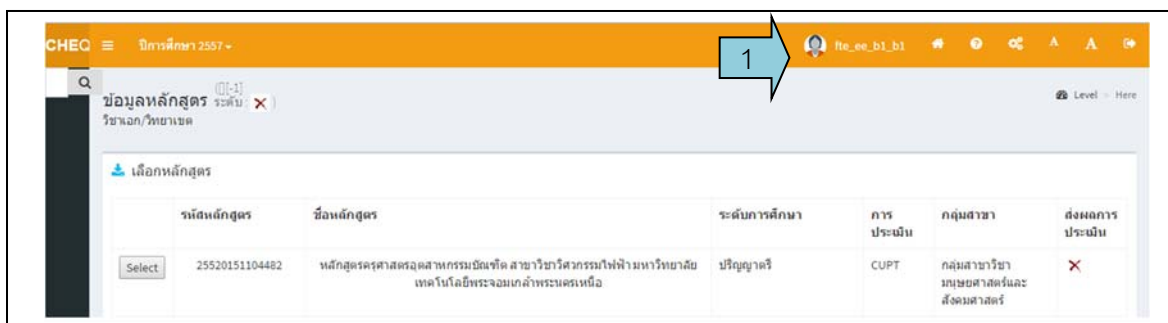 CHEQ ปีการศึกษา 2557 1 fte_ee_b1_b1 A A
ข้อมูลหลักสูตร ระดับ : )
([][-1]
วิชาเอก/วิทยาเขต
Level > Here
เลือกหลักสูตร
รหัสหลักสูตร ชื่อหลักสูตร ระดับการศึกษา การประเมิน กลุ่มสาขา ส่งผลการประเมิน
Select 25520151104482 หลักสูตรครุศาสตรอุตสาหกรรมบัณฑิต สาขาวิชาวิศวกรรมไฟฟ้า มหาวิทยาลัย
เทคโนโลยีพระจอมเกล้าพระนครเหนือ
ปริญญาตรี CUPT กลุ่มสาขาวิชา
มนุษยศาสตร์และ
สังคมศาสตร์